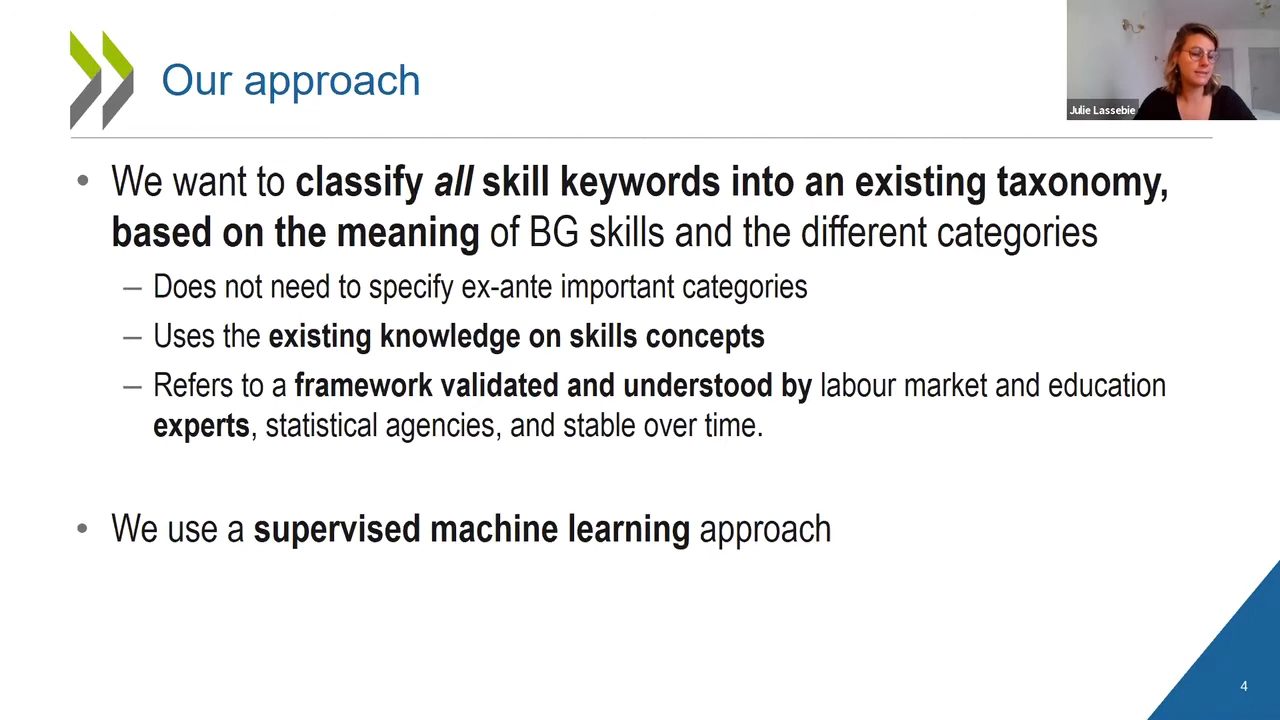 Our approach
Julie Lassebie
• We want to classify all skill keywords into an existing taxonomy,
based on the meaning of BG skills and the different categories
– Does not need to specify ex-ante important categories
– Uses the existing knowledge on skills concepts
– Refers to a framework validated and understood by labour market and education
experts, statistical agencies, and stable over time.
• We use a supervised machine learning approach
4